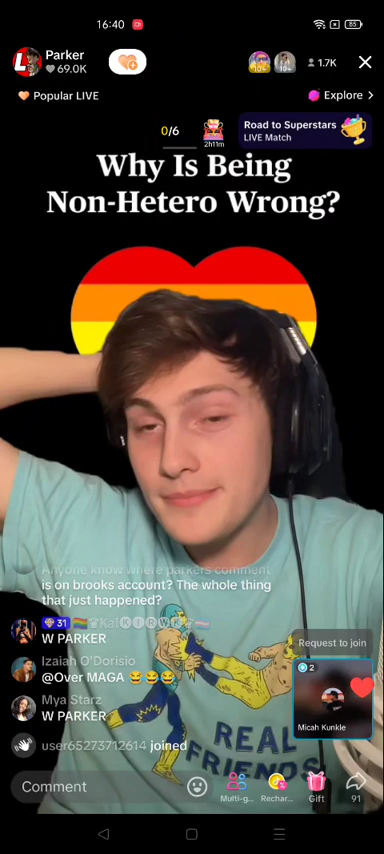 16:40
85
Parker
69.0K
10+
10+
1.7K
Popular LIVE
Explore >
0/6
2h11m
Road to Superstars
LIVE Match
Why Is Being
Non-Hetero Wrong?
Anyone know where parkers comment
is on brooks account? The whole thing
that just happened?
31
W PARKER
Izaiah O'Dorisio
@Over MAGA 😂😂😂
Mya Starz
W PARKER
user65273712614 joined
REAL
FRIENDS
Request to join
2
Micah Kunkle
Comment
Multi-g...
Rechar...
Gift
91